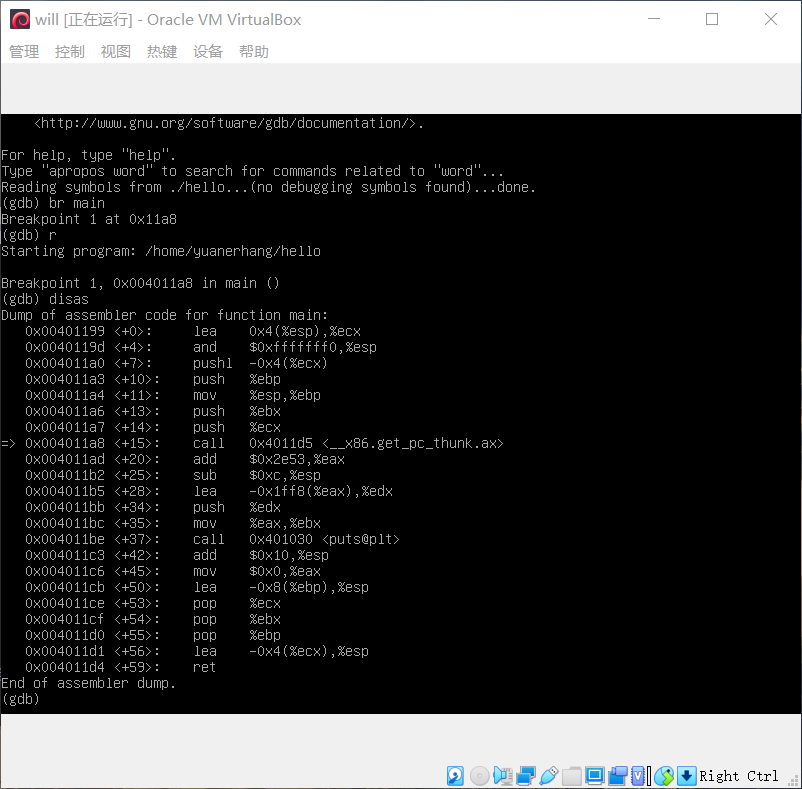 will [正在运行] - Oracle VM VirtualBox
管理 控制 视图 热键 设备 帮助
<http://www.gnu.org/software/gdb/documentation/>.
For help, type "help".
Type "apropos word" to search for commands related to "word"...
Reading symbols from ./hello...(no debugging symbols found)...done.
(gdb) br main
Breakpoint 1 at 0x11a8
(gdb) r
Starting program: /home/yuanerhang/hello
Breakpoint 1, 0x004011a8 in main ()
(gdb) disas
Dump of assembler code for function main:
0x00401199 <+0>: lea 0x4(%esp),%ecx
0x0040119d <+4>: and $0xfffffff0,%esp
0x004011a0 <+7>: pushl -0x4(%ecx)
0x004011a3 <+10>: push %ebp
0x004011a4 <+11>: mov %esp,%ebp
0x004011a6 <+13>: push %ebx
0x004011a7 <+14>: push %ecx
=> 0x004011a8 <+15>: call 0x4011d5 <__x86.get_pc_thunk.ax>
0x004011ad <+20>: add $0x2e53,%eax
0x004011b2 <+25>: sub $0xc,%esp
0x004011b5 <+28>: lea -0x1ff8(%eax),%edx
0x004011bb <+34>: push %edx
0x004011bc <+35>: mov %eax,%ebx
0x004011be <+37>: call 0x401030 <puts@plt>
0x004011c3 <+42>: add $0x10,%esp
0x004011c6 <+45>: mov $0x0,%eax
0x004011cb <+50>: lea -0x8(%ebp),%esp
0x004011ce <+53>: pop %ecx
0x004011cf <+54>: pop %ebx
0x004011d0 <+55>: pop %ebp
0x004011d1 <+56>: lea -0x4(%ecx),%esp
0x004011d4 <+59>: ret
End of assembler dump.
(gdb)
Right Ctrl